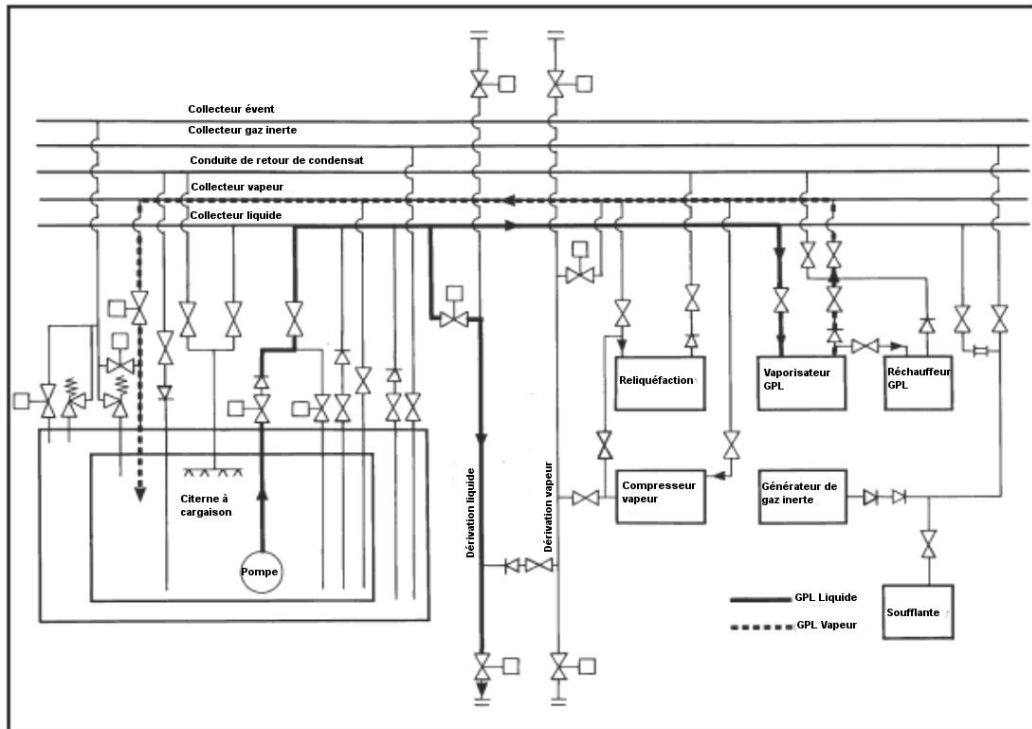 Collecteur évent
Collecteur gaz inerte
Conduite de retour de condensat
Collecteur vapeur
Collecteur liquide
Reliquéfaction
Vaporisateur
GPL
Réchauffeur
GPL
Citerne à
cargaison
Pompe
Dérivation liquide
Dérivation vapeur
Compresseur
vapeur
Générateur de
gaz inerte
Soufflante
GPL Liquide
GPL Vapeur